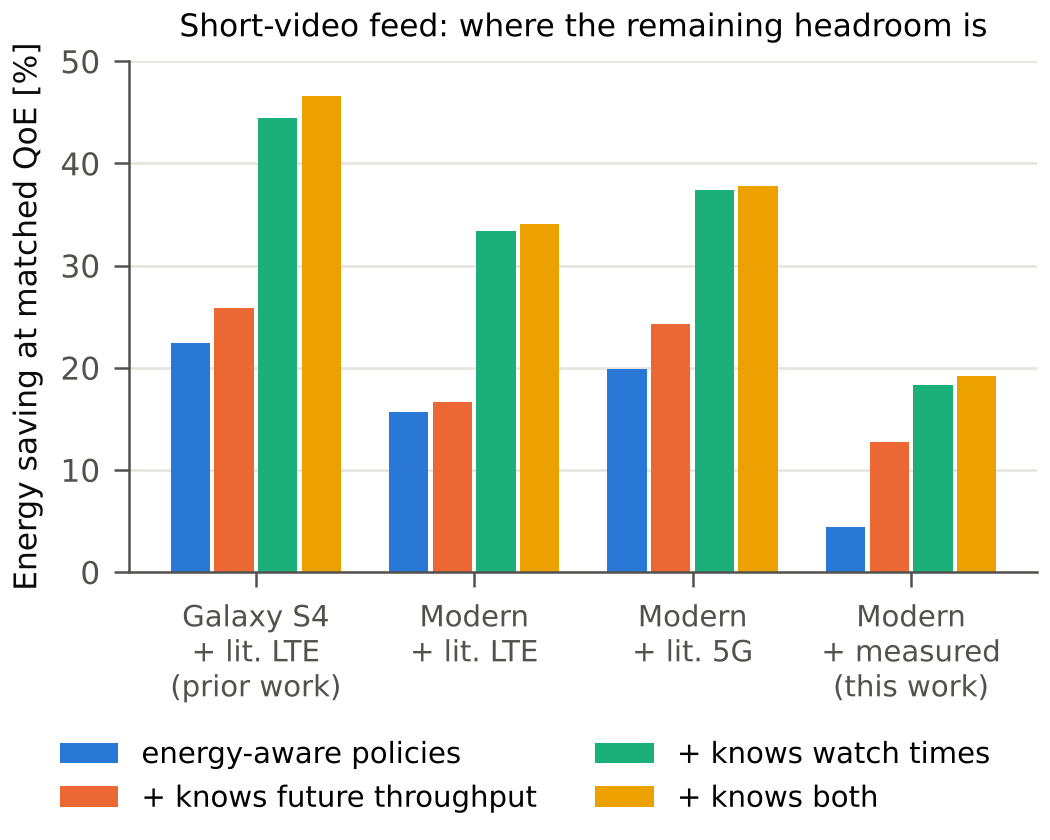 Short-video feed: where the remaining headroom is
Energy saving at matched QoE [%]
50
40
30
20
10
0
Galaxy S4
+ lit. LTE
(prior work)
Modern
+ lit. LTE
Modern
+ lit. 5G
Modern
+ measured
(this work)
energy-aware policies
+ knows future throughput
+ knows watch times
+ knows both